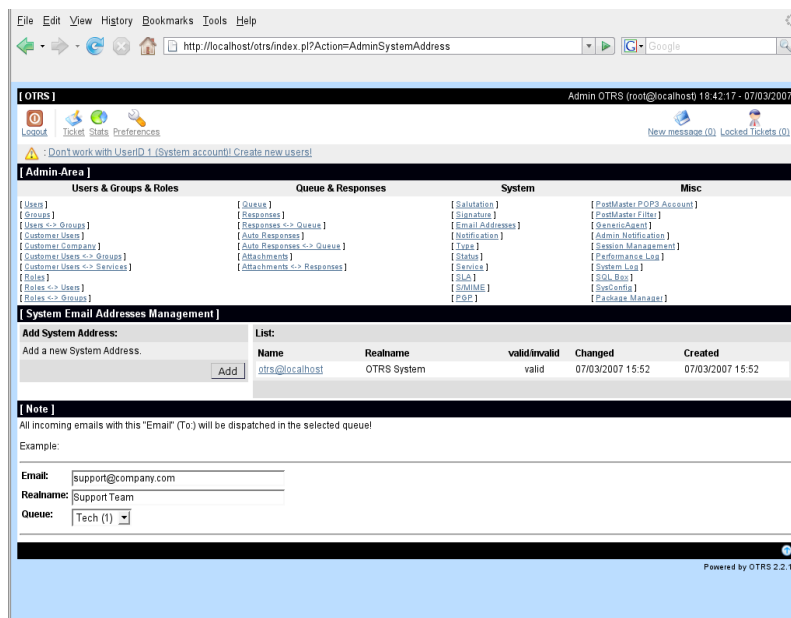 File Edit View History Bookmarks Tools Help
http://localhost/otrs/index.pl?Action=AdminSystemAddress
G Google
[ OTRS ] Admin OTRS (root@localhost) 18:42:17 - 07/03/2007
Logout Ticket Stats Preferences New message (0) Locked Tickets (0)
: Don't work with UserID 1 (System account)! Create new users!
[ Admin-Area ]
Users & Groups & Roles Queue & Responses System Misc
[ Users ] [ Queue ] [ Salutation ] [ PostMaster POP3 Account ]
[ Groups ] [ Responses ] [ Signature ] [ PostMaster Filter ]
[ Users <-> Groups ] [ Responses <-> Queue ] [ Email Addresses ] [ GenericAgent ]
[ Customer Users ] [ Auto Responses ] [ Notification ] [ Admin Notification ]
[ Customer Company ] [ Auto Responses <-> Queue ] [ Type ] [ Session Management ]
[ Customer Users <-> Groups ] [ Attachments ] [ Status ] [ Performance Log ]
[ Customer Users <-> Services ] [ Attachments <-> Responses ] [ Service ] [ System Log ]
[ Roles ] [ SLA ] [ SQL Box ]
[ Roles <-> Users ] [ S/MIME ] [ SysConfig ]
[ Roles <-> Groups ] [ PGP ] [ Package Manager ]
[ System Email Addresses Management ]
Add System Address: List:
Add a new System Address. Name Realname valid/invalid Changed Created
Add otrs@localhost OTRS System valid 07/03/2007 15:52 07/03/2007 15:52
[ Note ]
All incoming emails with this "Email" (To:) will be dispatched in the selected queue!
Example:
Email: support@company.com
Realname: Support Team
Queue: Tech (1)
Powered by OTRS 2.2.1